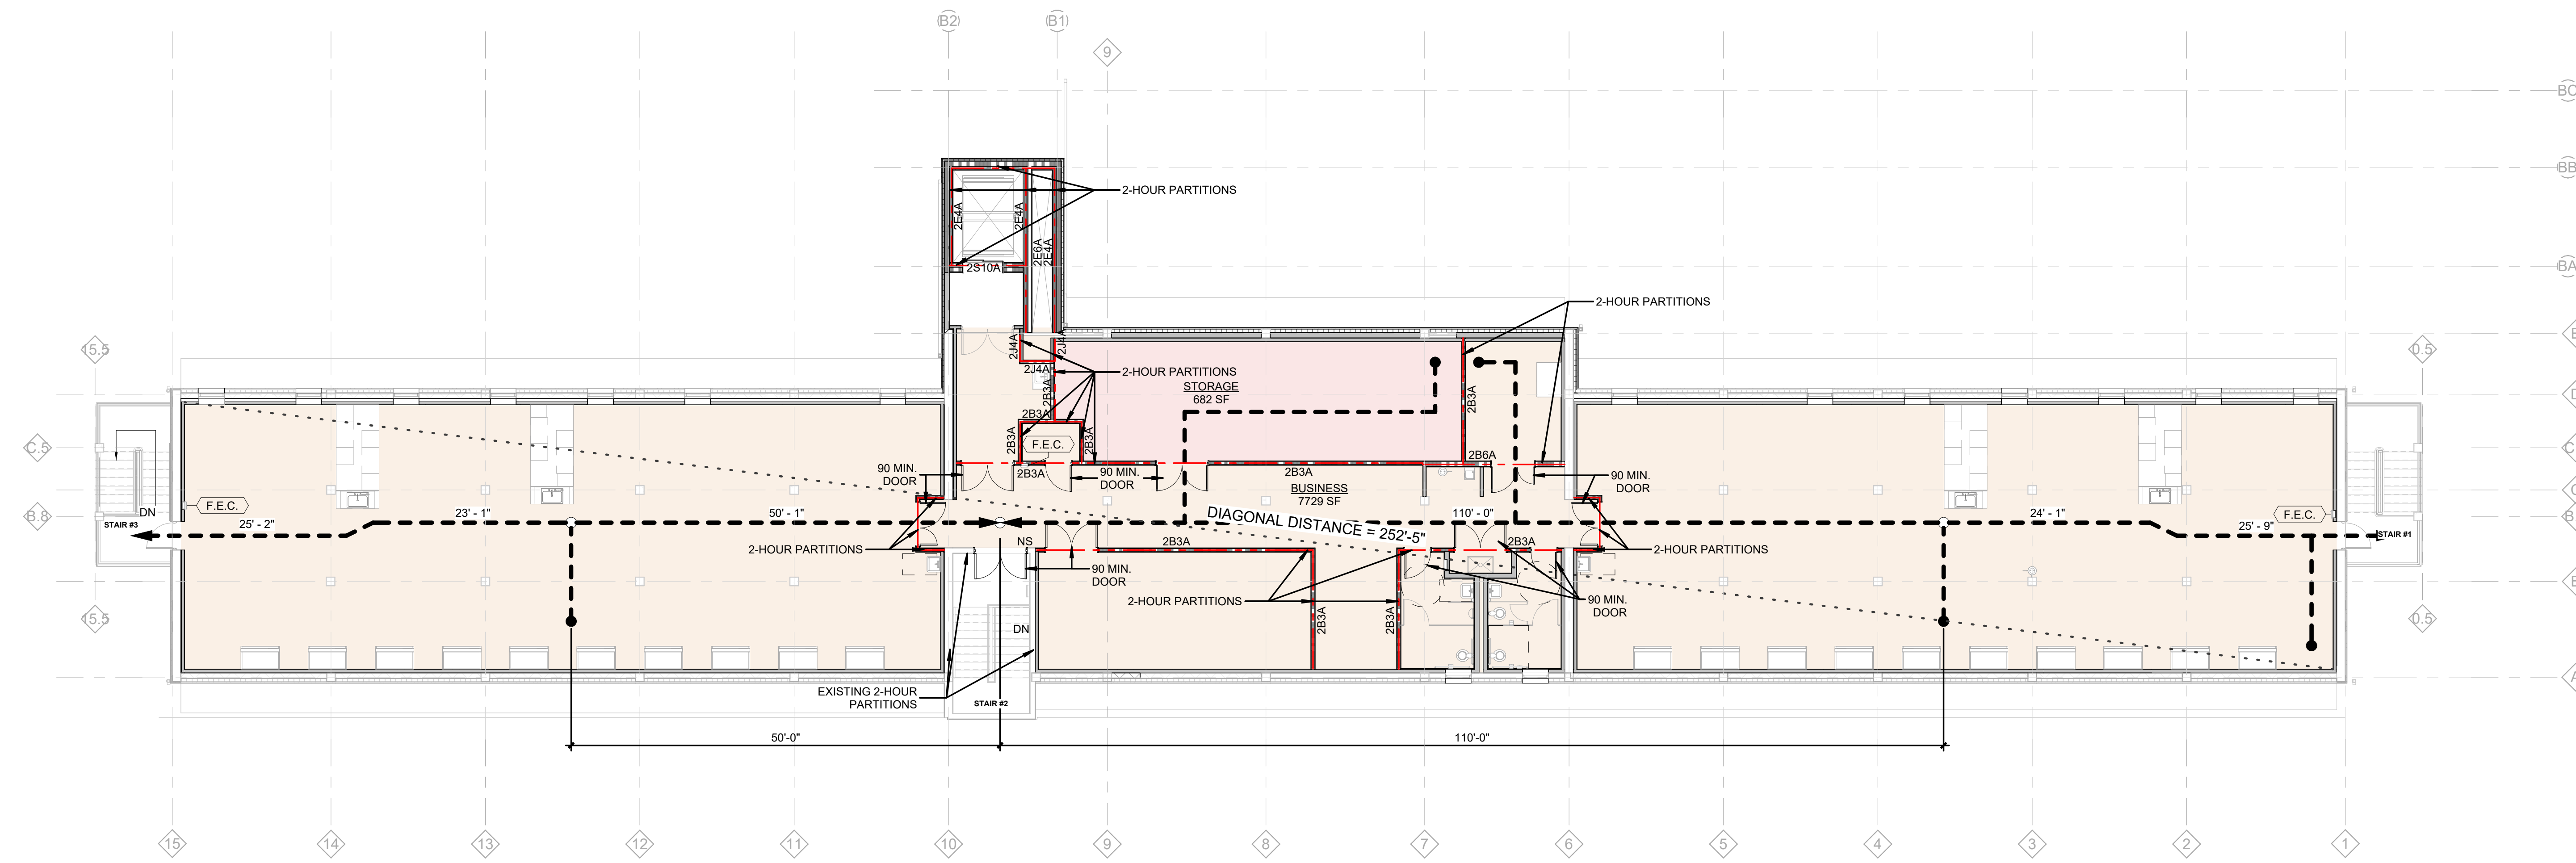 (B2)
(B1)
9
BC
BB
2-HOUR PARTITIONS
2E4A
2E4A
2E6A
2E4A
2S10A
BA
2-HOUR PARTITIONS
15.5
2J4A
2J4A
0.5
2J4A
2-HOUR PARTITIONS
STORAGE
682 SF
2B3A
2B3A
2B3A
2B3A
F.E.C.
2B3A
C.5
2B6A
90 MIN.
DOOR
2B3A
90 MIN.
DOOR
2B3A
90 MIN.
DOOR
BUSINESS
7729 SF
F.E.C.
DN
STAIR #3
B.8
25' - 2"
23' - 1"
50' - 1"
DIAGONAL DISTANCE = 252'-5"
110' - 0"
24' - 1"
F.E.C.
25' - 9"
STAIR #1
2-HOUR PARTITIONS
NS
2B3A
2B3A
2-HOUR PARTITIONS
90 MIN.
DOOR
2-HOUR PARTITIONS
2B3A
2B3A
90 MIN.
DOOR
15.5
0.5
DN
EXISTING 2-HOUR
PARTITIONS
STAIR #2
50'-0"
110'-0"
15
14
13
12
11
10
9
8
7
6
5
4
3
2
1